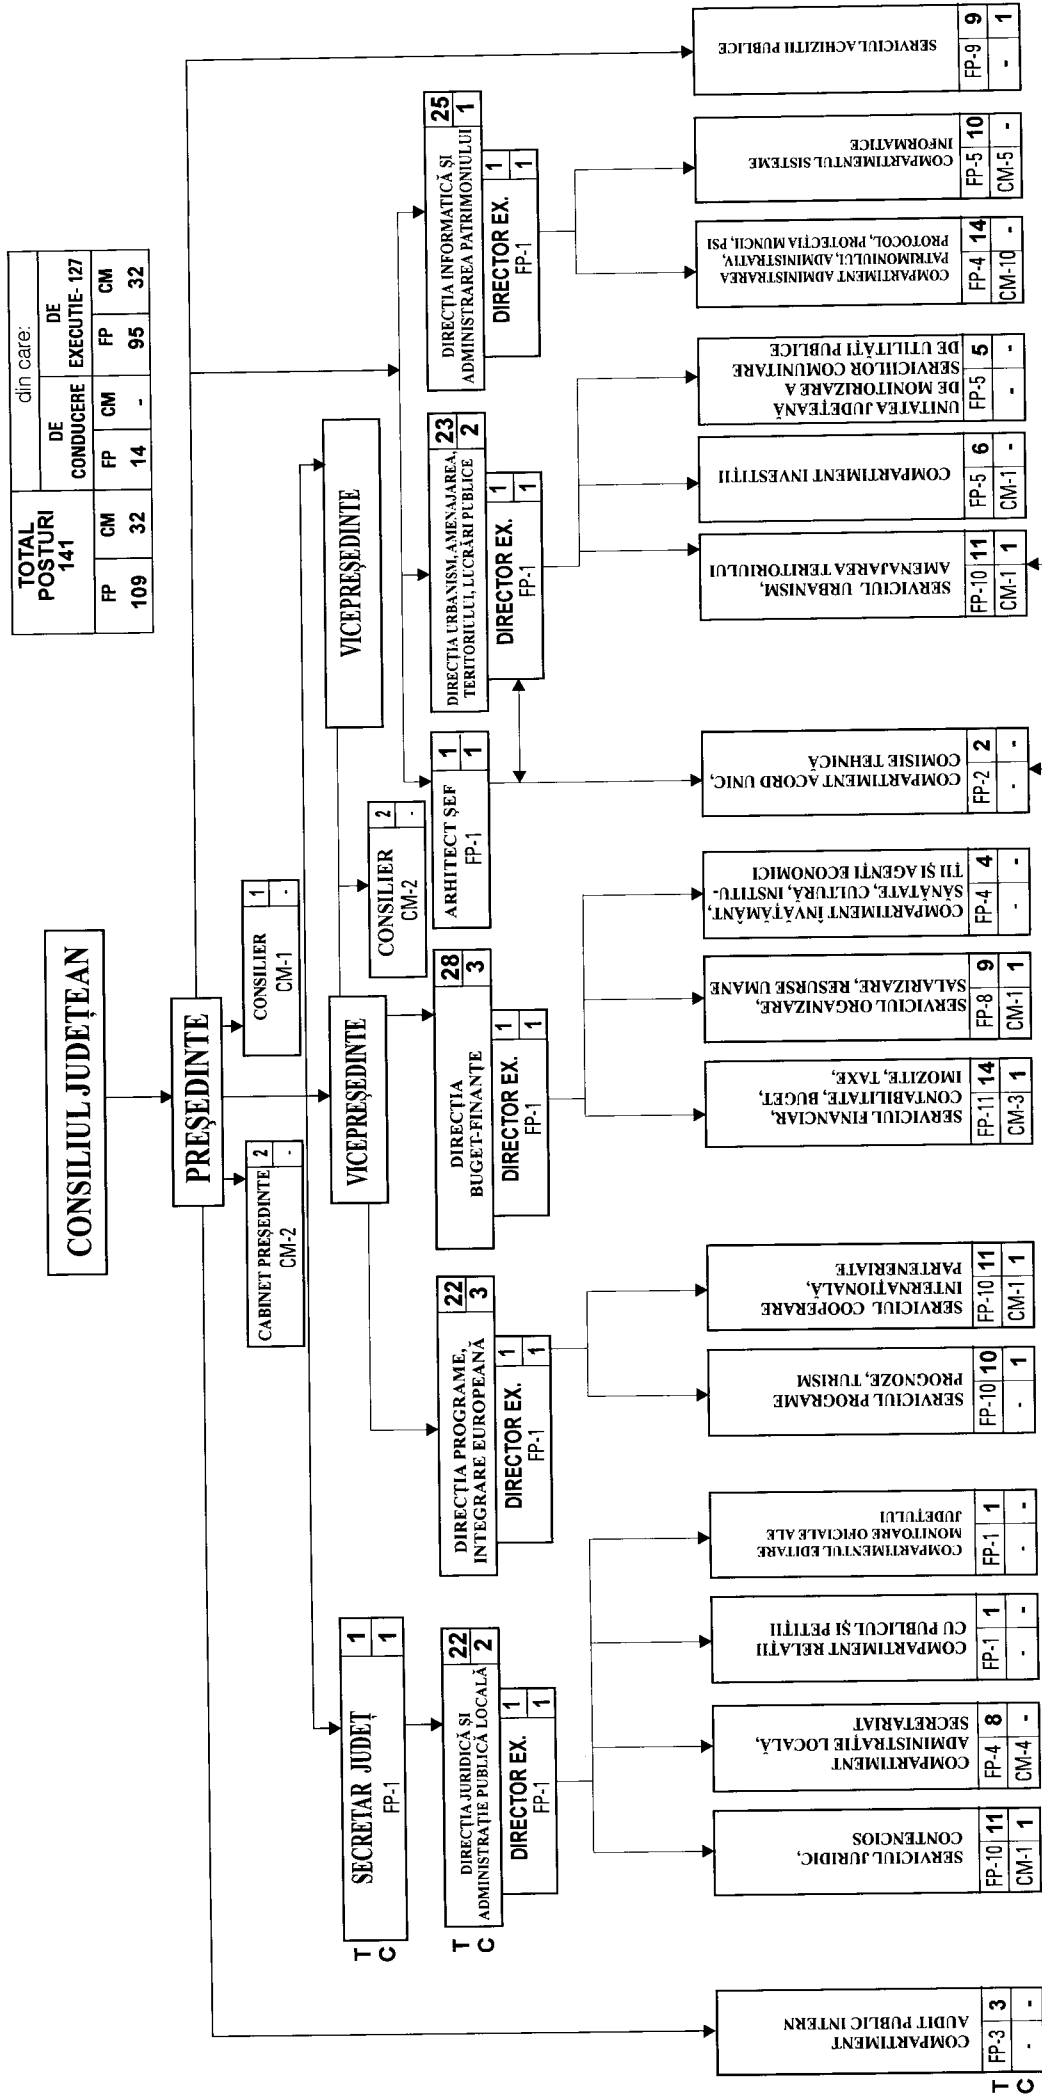 CONSILIUL JUDEȚEAN
TOTAL
POSTURI
141
din care:
DE
CONDUCERE
DE
EXECUTIE- 127
FP CM FP CM FP CM
109 32 14 - 95 32
PREȘEDINTE
CABINET PREȘEDINTE 2
CM-2 -
CONSILIER 1
CM-1 -
VICEPREȘEDINTE
VICEPREȘEDINTE
CONSILIER 2
CM-2 -
T
C
SECRETAR JUDEȚ 1
FP-1 1
T
C
DIRECȚIA JURIDICĂ ȘI 22
ADMINISTRAȚIE PUBLICĂ LOCALĂ 2
DIRECTOR EX. 1
FP-1 1
DIRECȚIA PROGRAME, 22
INTEGRARE EUROPEANĂ 3
DIRECTOR EX. 1
FP-1 1
DIRECȚIA 28
BUGET-FINANȚE 3
DIRECTOR EX. 1
FP-1 1
ARHITECT ȘEF 1
FP-1 1
DIRECȚIA URBANISM, AMENAJAREA, 23
TERITORIULUI, LUCRĂRI PUBLICE 2
DIRECTOR EX. 1
FP-1 1
DIRECȚIA INFORMATICĂ ȘI 25
ADMINISTRAREA PATRIMONIULUI 1
DIRECTOR EX. 1
FP-1 1
T
C
COMPARTIMENT
AUDIT PUBLIC INTERN
FP-3 3
- -
SERVICIUL JURIDIC,
CONTENCIOS
FP-10 11
CM-1 1
COMPARTIMENT
ADMINISTRAȚIE LOCALĂ,
SECRETARIAT
FP-4 8
CM-4 -
COMPARTIMENT RELAȚII
CU PUBLICUL ȘI PETIȚII
FP-1 1
- -
COMPARTIMENTUL EDITARE
MONITOARE OFICIALE ALE
JUDEȚULUI
FP-1 1
- -
SERVICIUL PROGRAME
PROGNOZE, TURISM
FP-10 10
- 1
SERVICIUL COOPERARE
INTERNAȚIONALĂ,
PARTENERIATE
FP-10 11
CM-1 1
SERVICIUL FINANCIAR,
CONTABILITATE, BUGET,
IMOZITE, TAXE,
FP-11 14
CM-3 1
SERVICIUL ORGANIZARE,
SALARIZARE, RESURSE UMANE
FP-8 9
CM-1 1
COMPARTIMENT ÎNVĂȚĂMÂNT,
SĂNĂTATE, CULTURĂ, INSTITU-
ȚII ȘI AGENȚI ECONOMICI
FP-4 4
- -
COMPARTIMENT ACORD UNIC,
COMISIE TEHNICĂ
FP-2 2
- -
SERVICIUL URBANISM,
AMENAJAREA TERITORIULUI
FP-10 11
CM-1 1
COMPARTIMENT INVESTIȚII
FP-5 6
CM-1 -
UNITATEA JUDEȚEANĂ
DE MONITORIZARE A
SERVICIILOR COMUNITARE
DE UTILITĂȚI PUBLICE
FP-5 5
- -
COMPARTIMENT ADMINISTRAREA
PATRIMONIULUI, ADMINISTRATIV,
PROTOCOL, PROTECȚIA MUNCII, PSI
FP-4 14
CM-10 -
COMPARTIMENTUL SISTEME
INFORMATICE
FP-5 10
CM-5 -
SERVICIUL ACHIZITII PUBLICE
FP-9 9
- 1